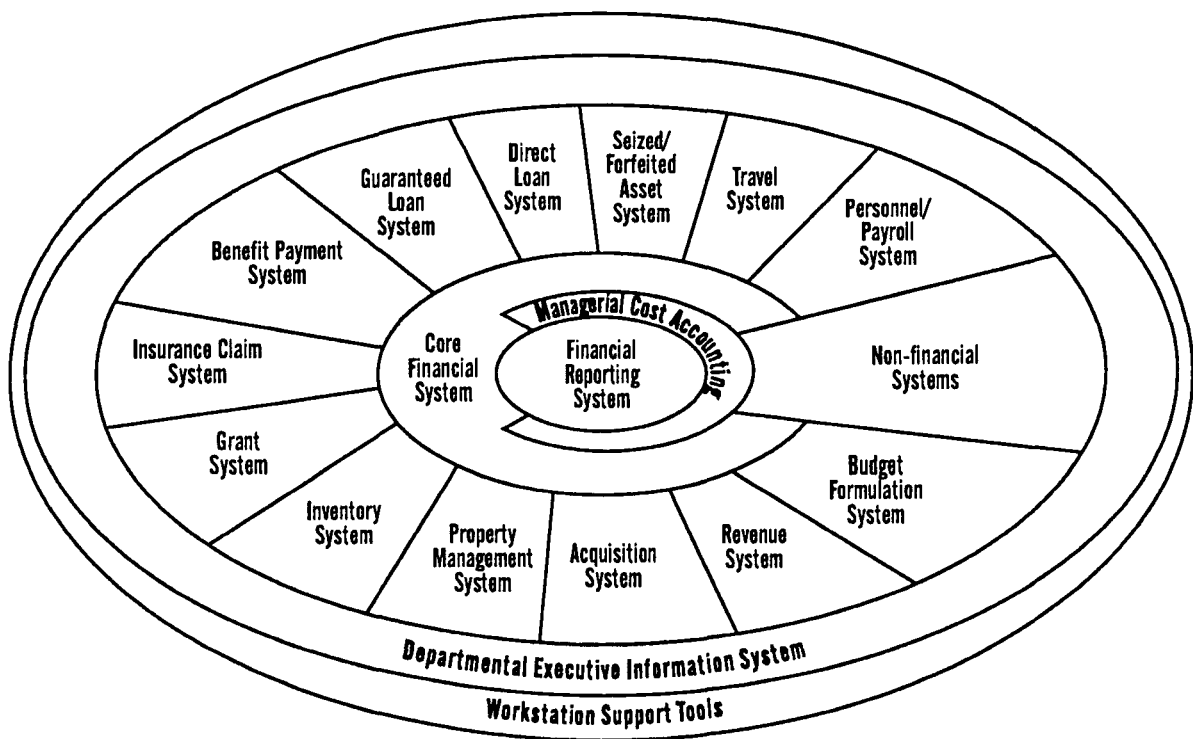 Seized/
Forfeited
Asset
System
Direct
Loan
System
Guaranteed
Loan
System
Travel
System
Personnel/
Payroll
System
Benefit Payment
System
Managerial Cost Accounting
Insurance Claim
System
Core
Financial
System
Financial
Reporting
System
Non-financial
Systems
Grant
System
Inventory
System
Property
Management
System
Acquisition
System
Revenue
System
Budget
Formulation
System
Departmental Executive Information System
Workstation Support Tools